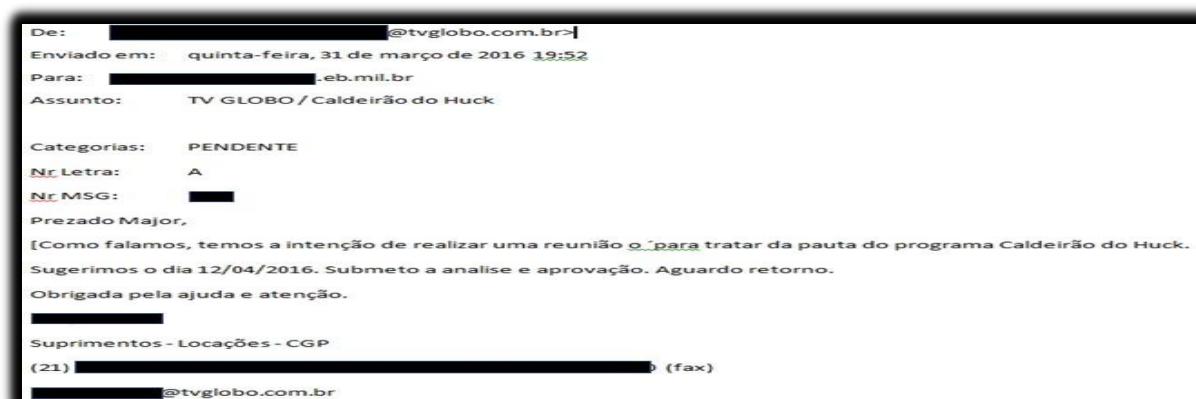 De: @tvglobo.com.br>
Enviado em: quinta-feira, 31 de março de 2016 19:52
Para: .eb.mil.br
Assunto: TV GLOBO / Caldeirão do Huck
Categorias: PENDENTE
Nr Letra: A
Nr MSG:
Prezado Major,
[Como falamos, temos a intenção de realizar uma reunião o ´para tratar da pauta do programa Caldeirão do Huck.
Sugerimos o dia 12/04/2016. Submeto a analise e aprovação. Aguardo retorno.
Obrigada pela ajuda e atenção.
Suprimentos - Locações - CGP
(21) (fax)
@tvglobo.com.br